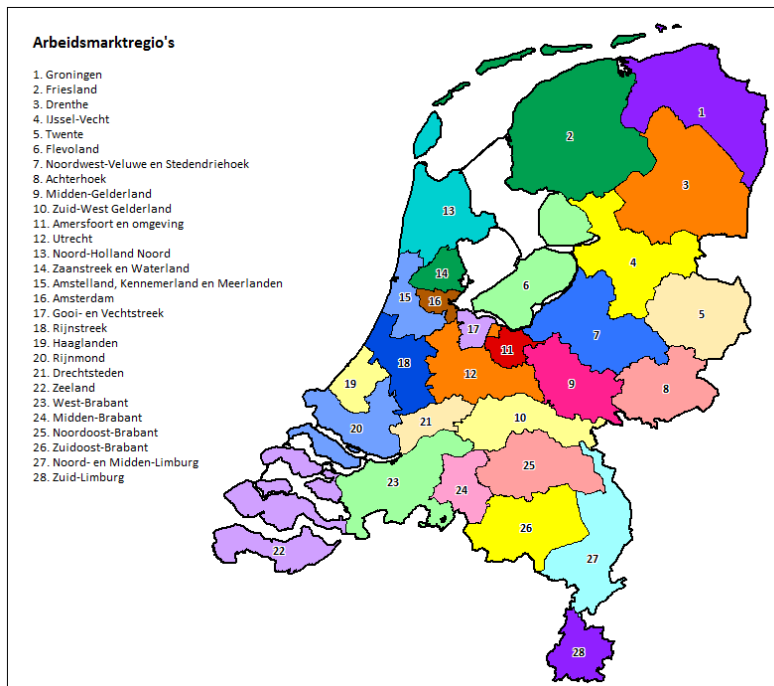 Arbeidsmarktregio's
1. Groningen
2. Friesland
3. Drenthe
4. IJssel-Vecht
5. Twente
6. Flevoland
7. Noordwest-Veluwe en Stedendriehoek
8. Achterhoek
9. Midden-Gelderland
10. Zuid-West Gelderland
11. Amersfoort en omgeving
12. Utrecht
13. Noord-Holland Noord
14. Zaanstreek en Waterland
15. Amstelland, Kennemerland en Meerlanden
16. Amsterdam
17. Gooi- en Vechtstreek
18. Rijnstreek
19. Haaglanden
20. Rijnmond
21. Drechtsteden
22. Zeeland
23. West-Brabant
24. Midden-Brabant
25. Noordoost-Brabant
26. Zuidoost-Brabant
27. Noord- en Midden-Limburg
28. Zuid-Limburg
1
2
3
13
4
14
6
15
16
5
17
7
11
18
12
19
9
8
10
21
20
25
23
24
26
22
27
28